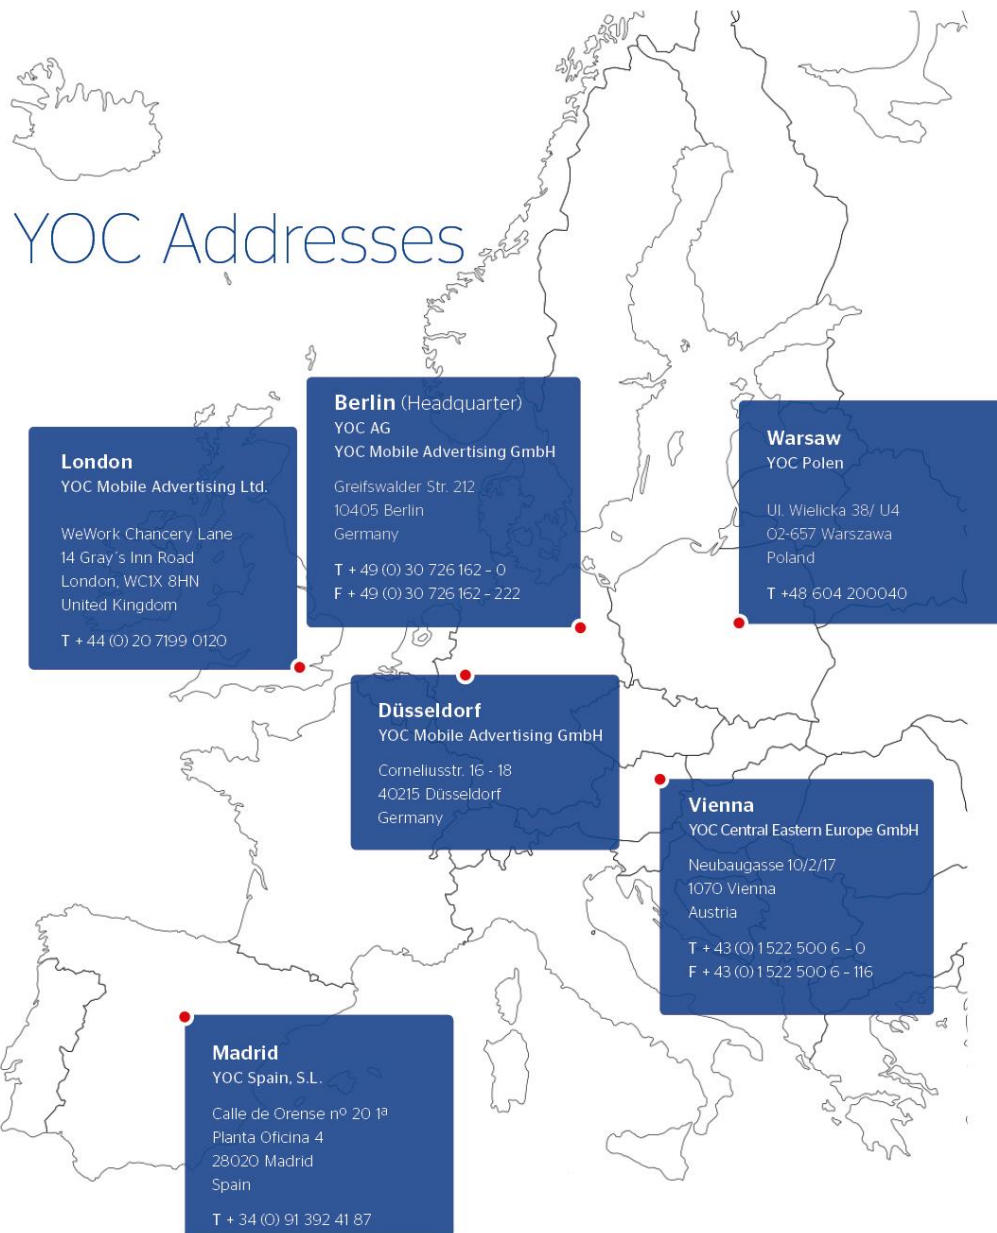 YOC Addresses
Berlin (Headquarter)
YOC AG
YOC Mobile Advertising GmbH
Greifswalder Str. 212
10405 Berlin
Germany
T + 49 (0) 30 726 162 - 0
F + 49 (0) 30 726 162 - 222
London
YOC Mobile Advertising Ltd.
WeWork Chancery Lane
14 Gray´s Inn Road
London, WC1X 8HN
United Kingdom
T + 44 (0) 20 7199 0120
Warsaw
YOC Polen
Ul. Wielicka 38/ U4
02-657 Warszawa
Poland
T +48 604 200040
Düsseldorf
YOC Mobile Advertising GmbH
Corneliusstr. 16 - 18
40215 Düsseldorf
Germany
Vienna
YOC Central Eastern Europe GmbH
Neubaugasse 10/2/17
1070 Vienna
Austria
T + 43 (0) 1 522 500 6 - 0
F + 43 (0) 1 522 500 6 - 116
Madrid
YOC Spain, S.L.
Calle de Orense nº 20 1ª
Planta Oficina 4
28020 Madrid
Spain
T + 34 (0) 91 392 41 87